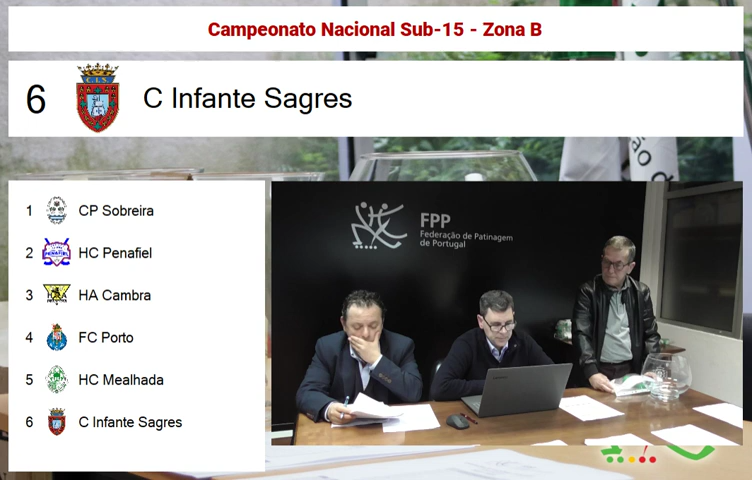 Campeonato Nacional Sub-15 - Zona B
6 C Infante Sagres
1 CP Sobreira
2 HC Penafiel
3 HA Cambra
4 FC Porto
5 HC Mealhada
6 C Infante Sagres
FPP
Federação de Patinagem
de Portugal